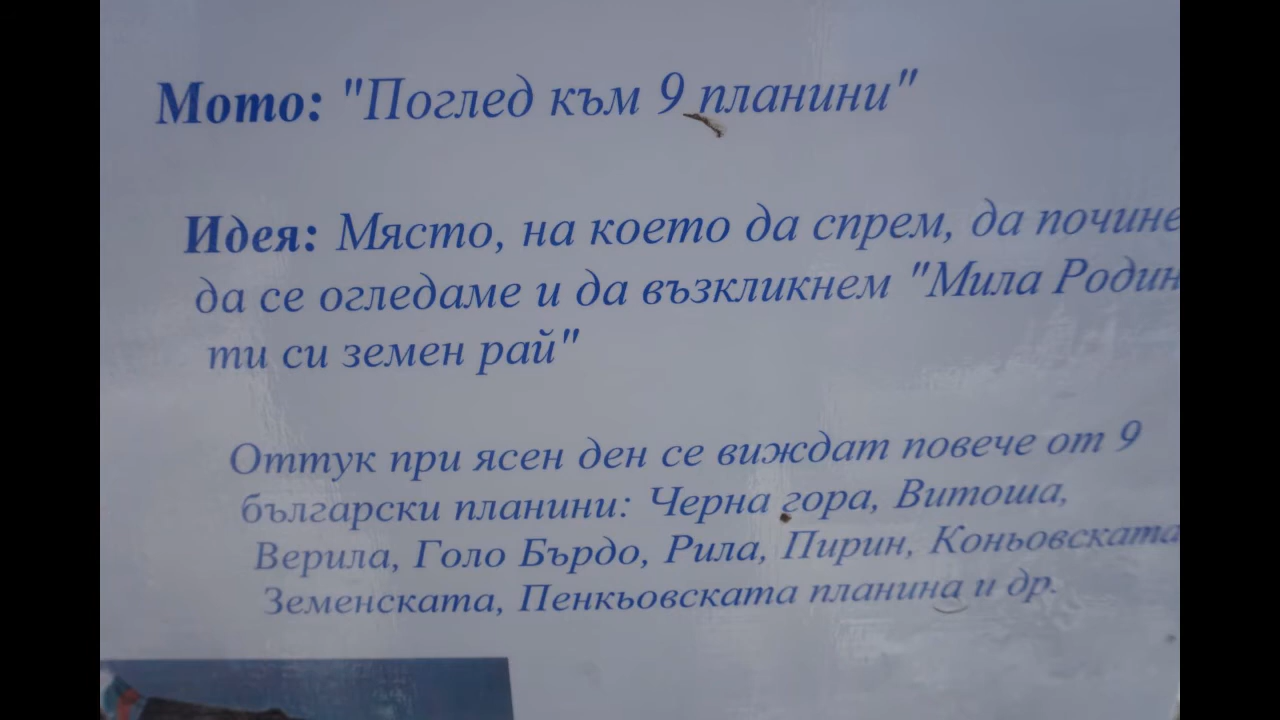 Мото: "Поглед към 9 планини"
Идея: Място, на което да спрем, да почине
да се огледаме и да възкликнем "Мила Родин
ти си земен рай"
Оттук при ясен ден се виждат повече от 9
български планини: Черна гора, Витоша,
Верила, Голо Бърдо, Рила, Пирин, Коньовската
Земенската, Пенкьовската планина и др.